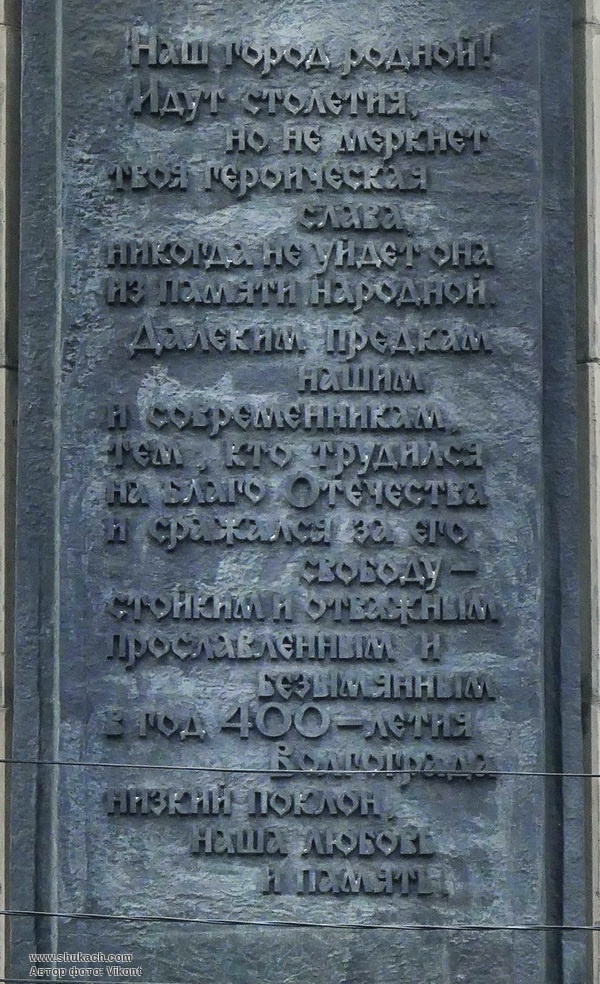 Наш город родной!
Идут столетия,
но не меркнет
твоя героическая
слава,
никогда не уйдет она
из памяти народной.
Далеким предкам
нашим
и современникам,
тем, кто трудился
на благо Отечества
и сражался за его
свободу —
стойким и отважным
прославленным и
безымянным
в год 400-летия
Волгограда
низкий поклон,
наша любовь
и память.
www.shukach.com
Автор фото: Vikont